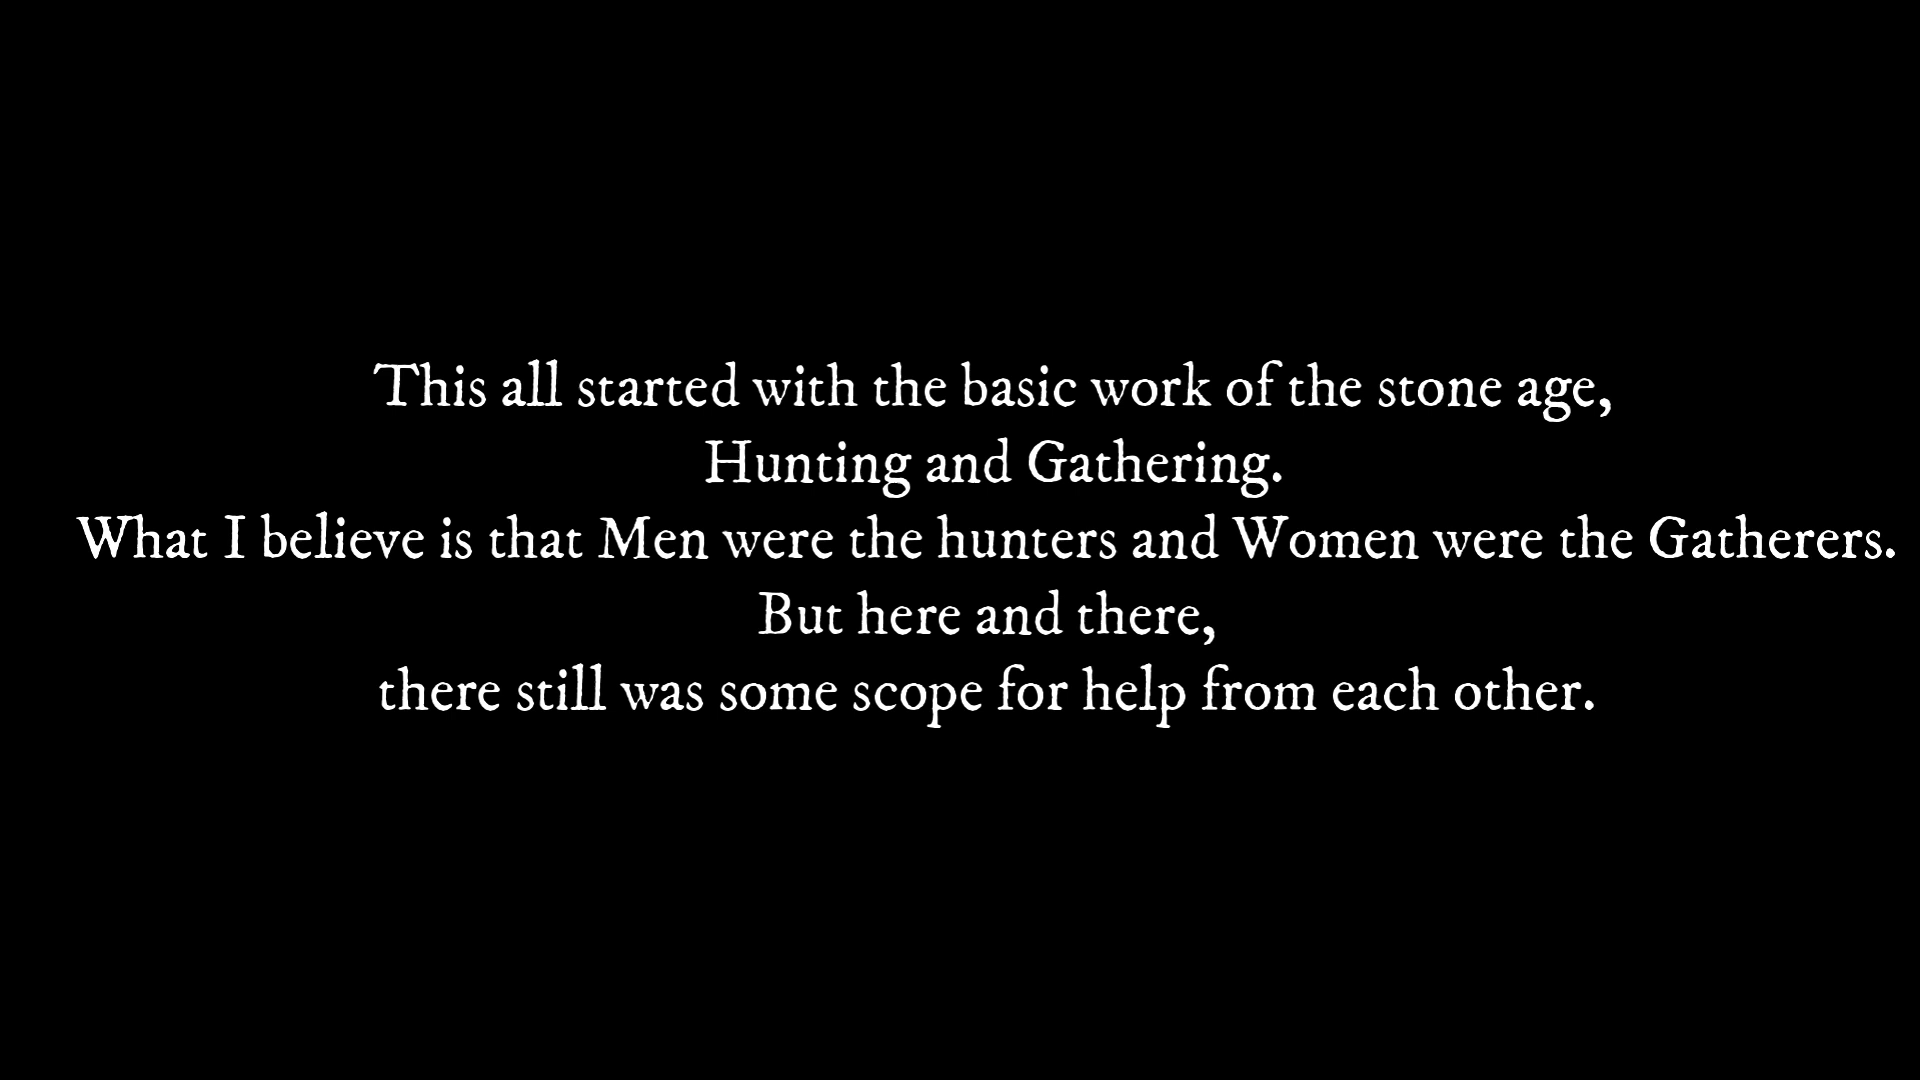 This all started with the basic work of the stone age,
Hunting and Gathering.
What I believe is that Men were the hunters and Women were the Gatherers.
But here and there,
there still was some scope for help from each other.